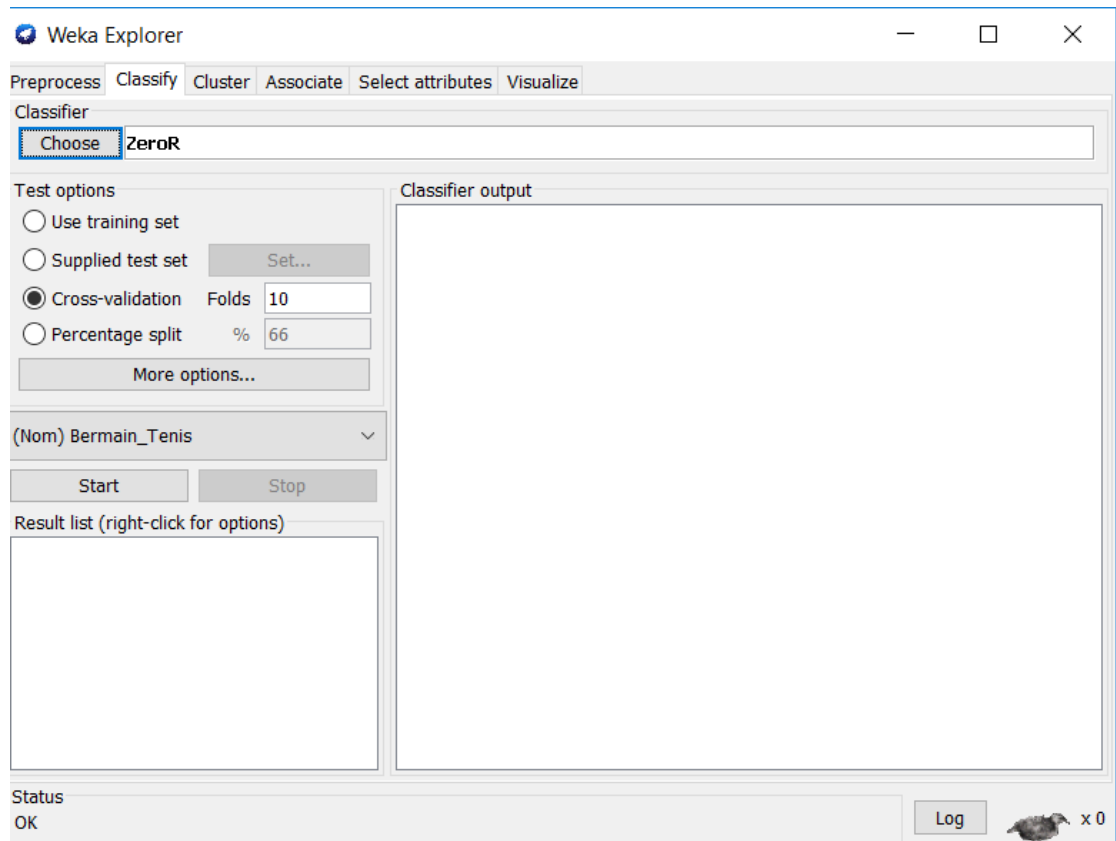 Weka Explorer
Preprocess Classify Cluster Associate Select attributes Visualize
Classifier
Choose ZeroR
Test options
Use training set
Supplied test set Set...
Cross-validation Folds 10
Percentage split % 66
More options...
(Nom) Bermain_Tenis
Start Stop
Result list (right-click for options)
Classifier output
Status
OK
Log x 0